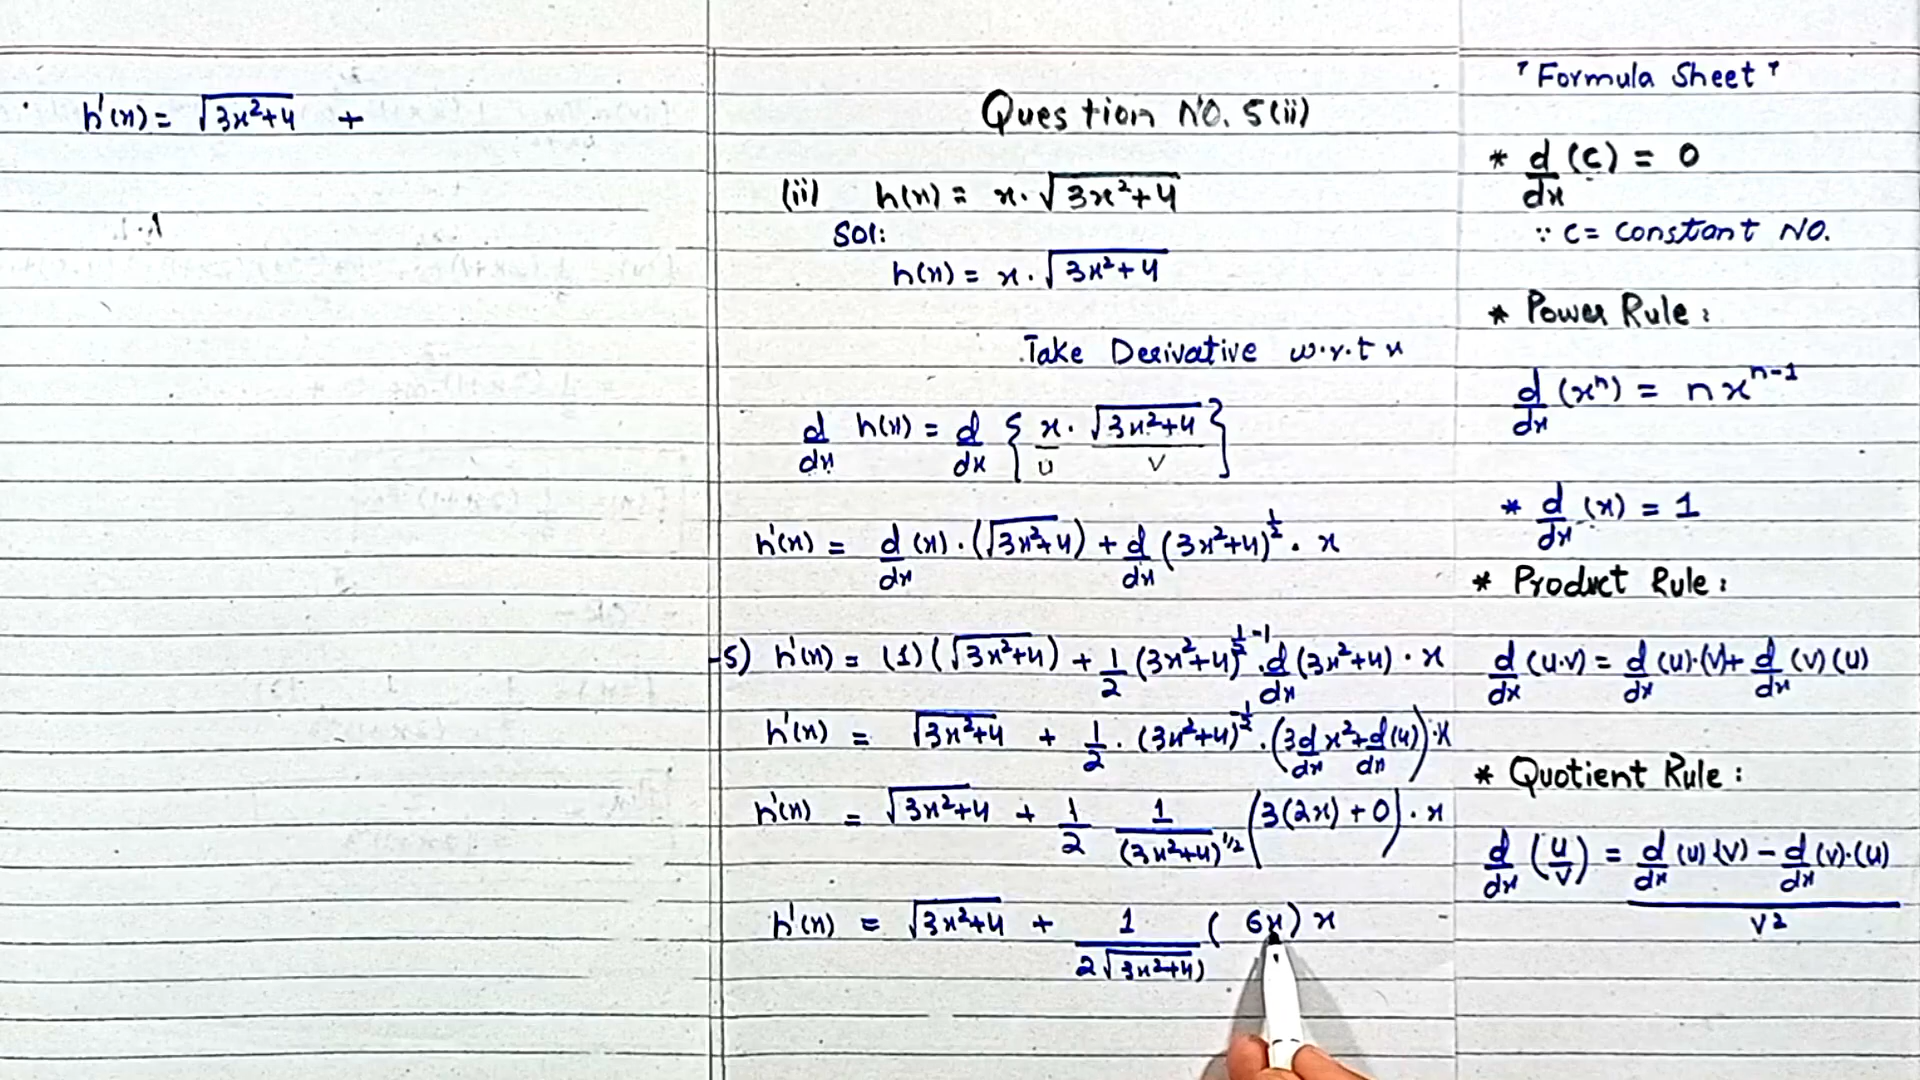 h'(x) = √3x²+4 +
Question NO. 5(ii)
(ii) h(x) = x · √3x²+4
Sol:
h(x) = x · √3x²+4
Take Derivative w.r.t x
d/dx h(x) = d/dx { x · √3x²+4 }
U V
h'(x) = d/dx (x) · (√3x²+4) + d/dx (3x²+4)^1/2 · x
h'(x) = (1) (√3x²+4) + 1/2 (3x²+4)^1/2-1 · d/dx (3x²+4) · x
h'(x) = √3x²+4 + 1/2 · (3x²+4)^-1/2 · (3 d/dx x² + d/dx (4)) · x
h'(x) = √3x²+4 + 1/2 1/(3x²+4)^1/2 (3(2x) + 0) · x
h'(x) = √3x²+4 + 1/2√3x²+4) ( 6x) x
" Formula Sheet "
* d/dx (c) = 0
∵ c = constant NO.
* Power Rule:
d/dx (xⁿ) = n x^n-1
* d/dx (x) = 1
* Product Rule:
d/dx (u·v) = d/dx (u)·(v) + d/dx (v) (u)
* Quotient Rule:
d/dx (u/v) = d/dx (u)·(v) - d/dx (v)·(u) / v²